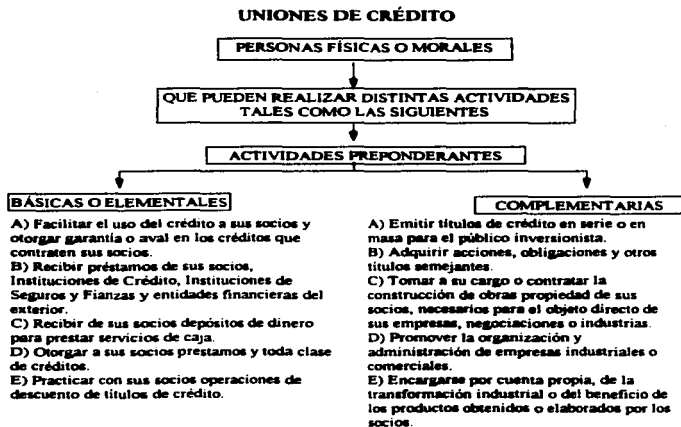 UNIONES DE CRÉDITO
PERSONAS FÍSICAS O MORALES
QUE PUEDEN REALIZAR DISTINTAS ACTIVIDADES
TALES COMO LAS SIGUIENTES
ACTIVIDADES PREPONDERANTES
BÁSICAS O ELEMENTALES
A) Facilitar el uso del crédito a sus socios y
otorgar garantía o aval en los créditos que
contraten sus socios.
B) Recibir préstamos de sus socios,
Instituciones de Crédito, Instituciones de
Seguros y Fianzas y entidades financieras del
exterior.
C) Recibir de sus socios depósitos de dinero
para prestar servicios de caja.
D) Otorgar a sus socios prestamos y toda clase
de créditos.
E) Practicar con sus socios operaciones de
descuento de títulos de crédito.
COMPLEMENTARIAS
A) Emitir títulos de crédito en serie o en
masa para el público inversionista.
B) Adquirir acciones, obligaciones y otros
títulos semejantes.
C) Tomar a su cargo o contratar la
construcción de obras propiedad de sus
socios, necesarios para el objeto directo de
sus empresas, negociaciones o industrias.
D) Promover la organización y
administración de empresas industriales o
comerciales.
E) Encargarse por cuenta propia, de la
transformación industrial o del beneficio de
los productos obtenidos o elaborados por los
socios.